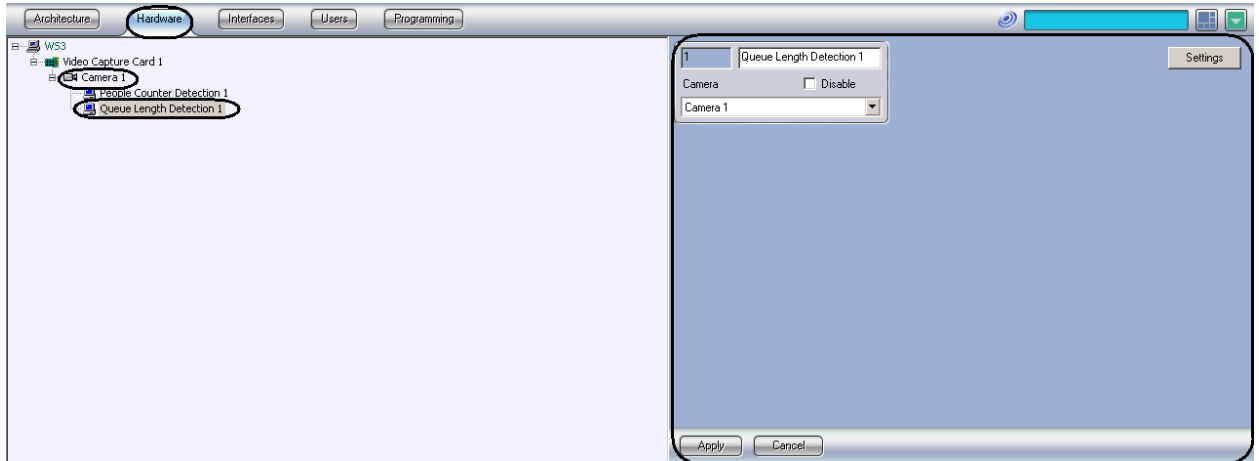 Architecture Hardware Interfaces Users Programming
WS3
Video Capture Card 1
Camera 1
People Counter Detection 1
Queue Length Detection 1
1 Queue Length Detection 1 Settings
Camera Disable
Camera 1
Apply Cancel